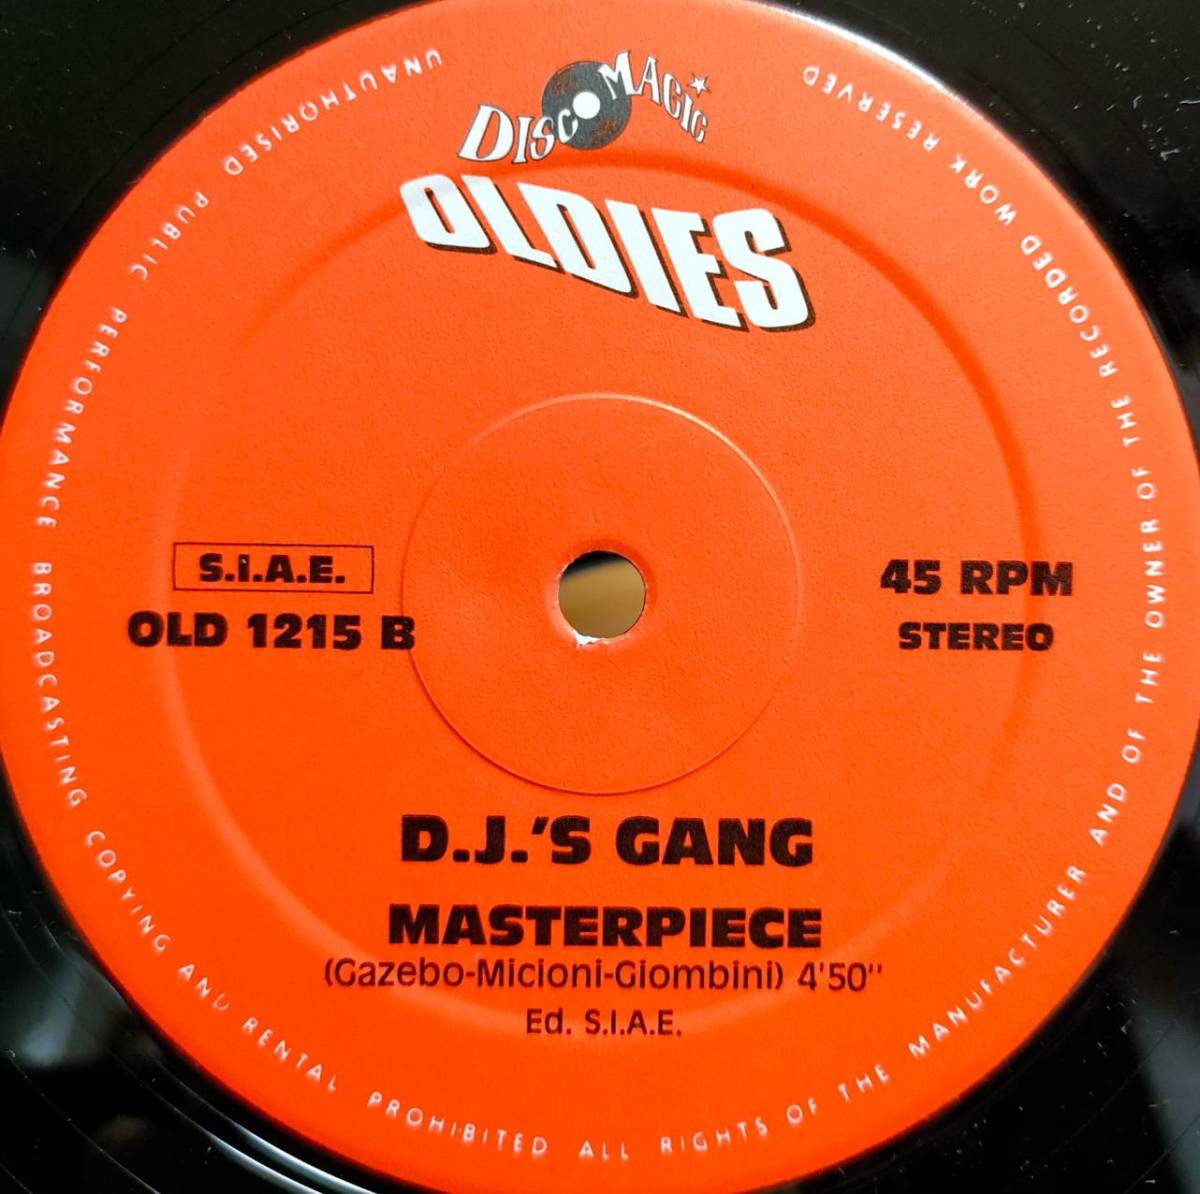 DISCOMAGIC
OLDIES
S.I.A.E.
OLD 1215 B
45 RPM
STEREO
D.J.'S GANG
MASTERPIECE
(Gazebo-Micioni-Giombini) 4'50''
Ed. S.I.A.E.
UNAUTHORISED PUBLIC PERFORMANCE BROADCASTING COPYING AND RENTAL PROHIBITED ALL RIGHTS OF THE MANUFACTURER AND OF THE OWNER OF THE RECORDED WORK RESERVED